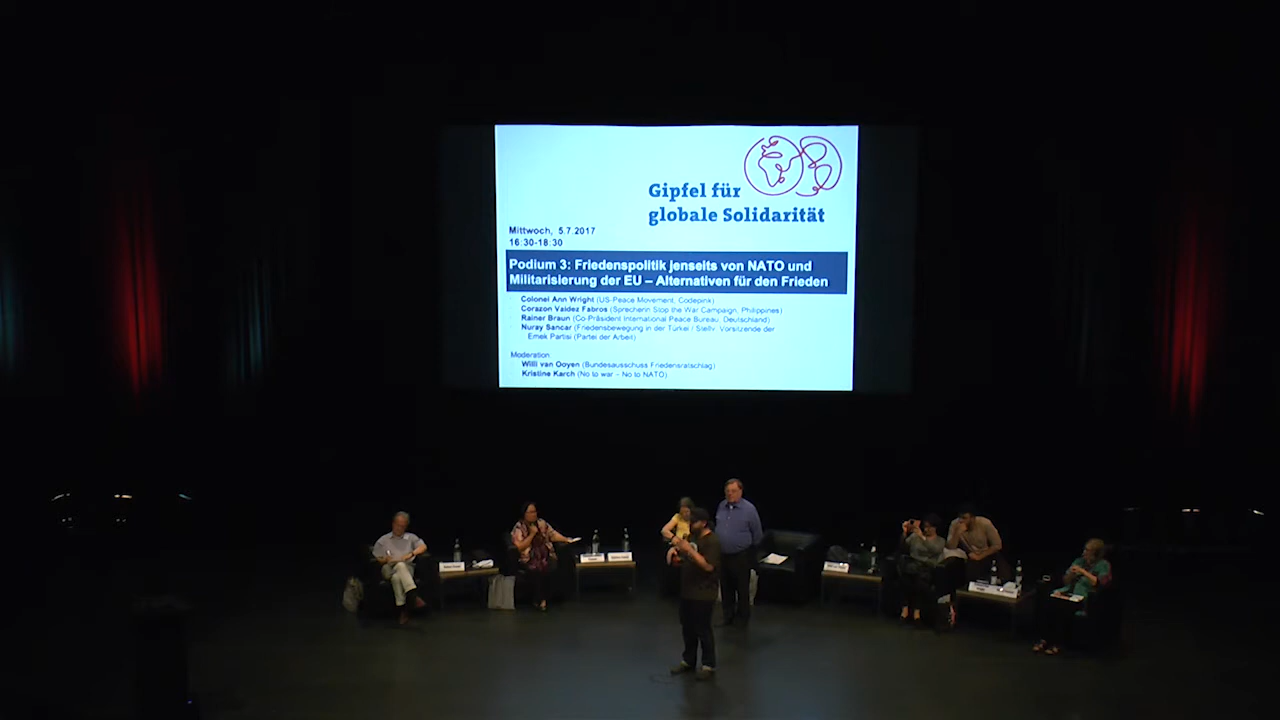 Gipfel für
globale Solidarität
Mittwoch, 5.7.2017
16:30-18:30
Podium 3: Friedenspolitik jenseits von NATO und
Militarisierung der EU – Alternativen für den Frieden
Colonel Ann Wright (US-Peace Movement, Codepink)
Corazon Valdez Fabros (Sprecherin Stop the War Campaign, Philippines)
Rainer Braun (Co-Präsident International Peace Bureau, Deutschland)
Nuray Sancar (Friedensbewegung in der Türkei / Stellv. Vorsitzende der
Emek Partisi (Partei der Arbeit)
Moderation:
Willi van Ooyen (Bundesausschuss Friedensratschlag)
Kristine Karch (No to war - No to NATO)